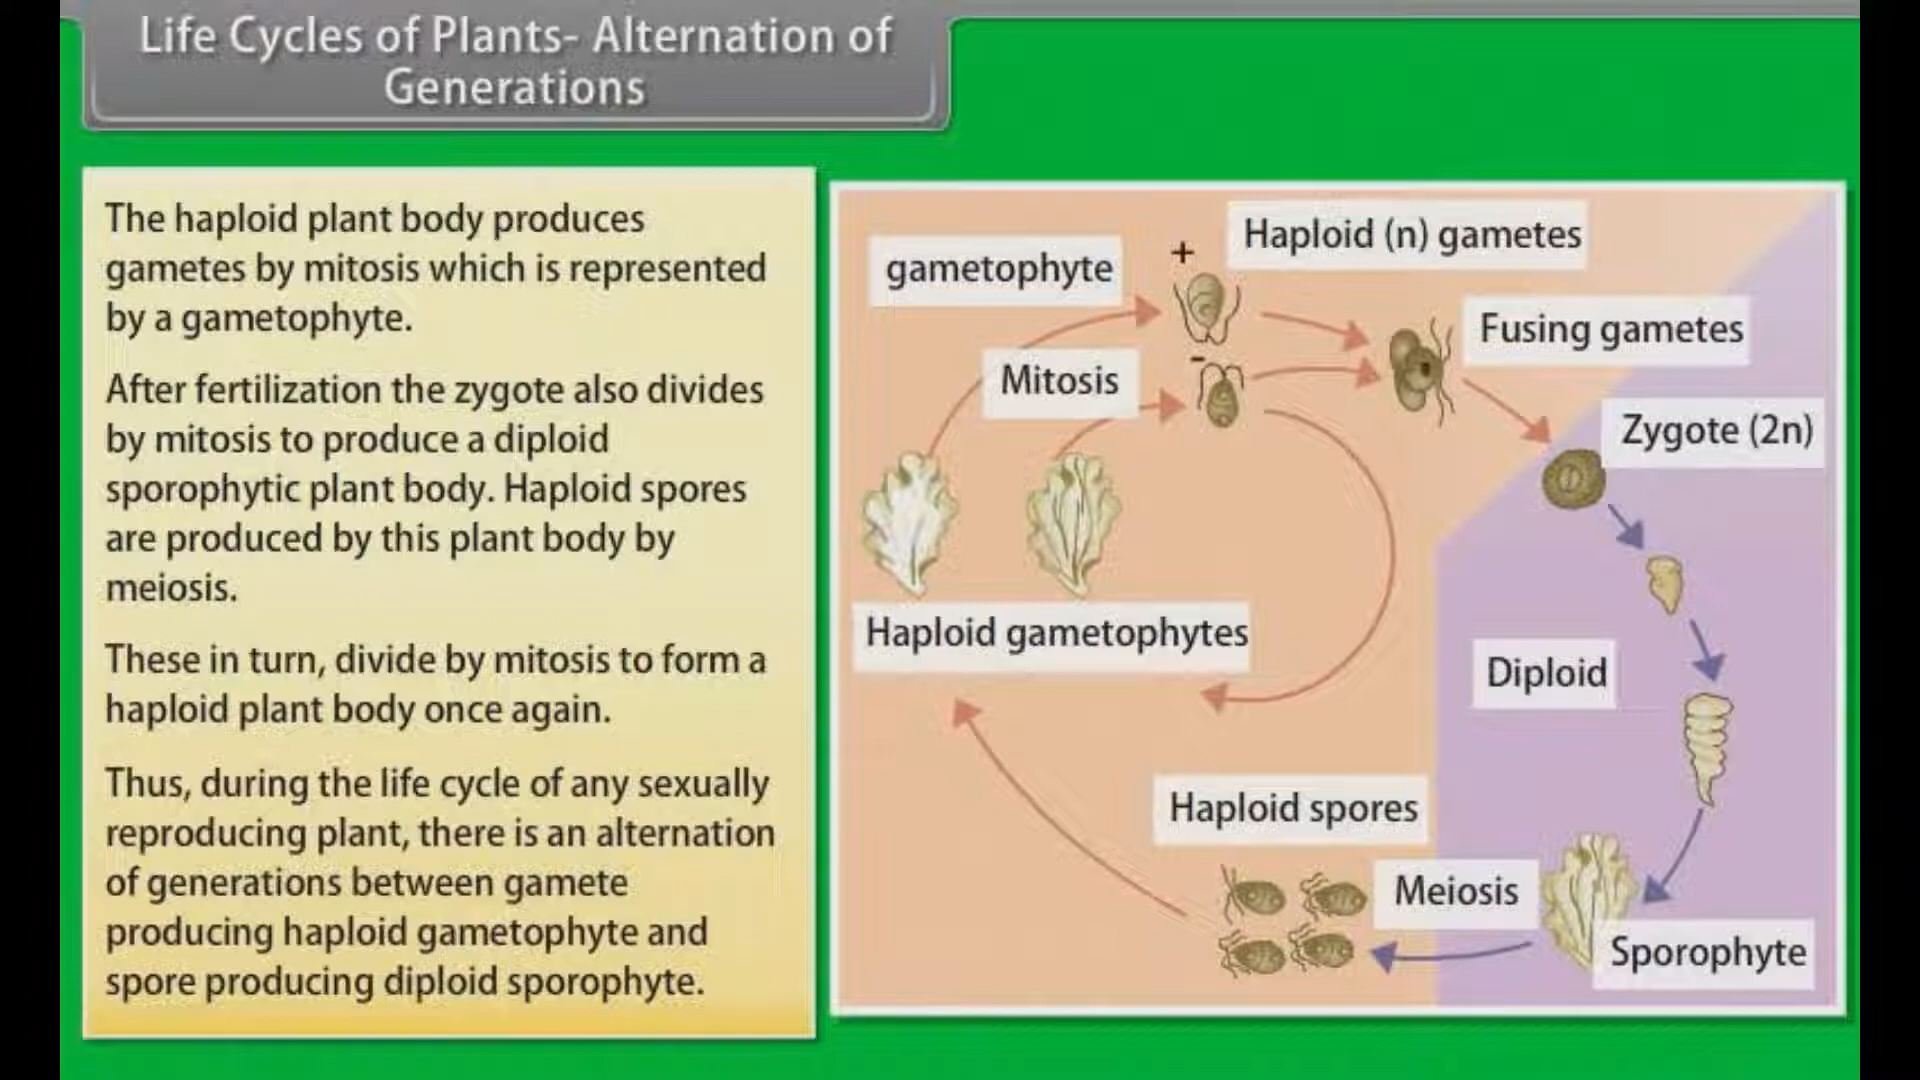 Life Cycles of Plants- Alternation of
Generations
The haploid plant body produces
gametes by mitosis which is represented
by a gametophyte.
After fertilization the zygote also divides
by mitosis to produce a diploid
sporophytic plant body. Haploid spores
are produced by this plant body by
meiosis.
These in turn, divide by mitosis to form a
haploid plant body once again.
Thus, during the life cycle of any sexually
reproducing plant, there is an alternation
of generations between gamete
producing haploid gametophyte and
spore producing diploid sporophyte.
Haploid (n) gametes
gametophyte
+
Fusing gametes
Mitosis
-
Zygote (2n)
Haploid gametophytes
Diploid
Haploid spores
Meiosis
Sporophyte